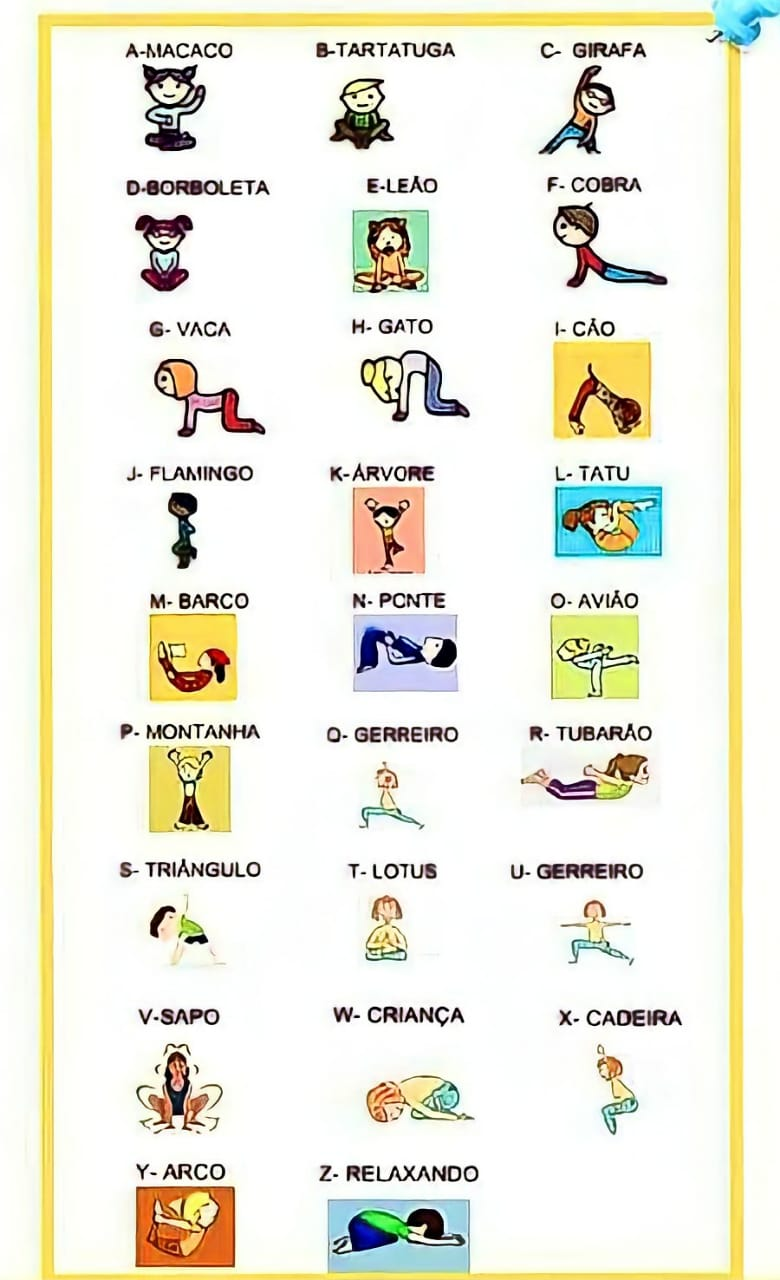 A-MACACO
B-TARTATUGA
C- GIRAFA
D-BORBOLETA
E-LEÃO
F- COBRA
G- VACA
H- GATO
I- CÃO
J- FLAMINGO
K-ÁRVORE
L- TATU
M- BARCO
N- PONTE
O- AVIÃO
P- MONTANHA
Q- GERREIRO
R- TUBARÃO
S- TRIÂNGULO
T- LOTUS
U- GERREIRO
V-SAPO
W- CRIANÇA
X- CADEIRA
Y- ARCO
Z- RELAXANDO